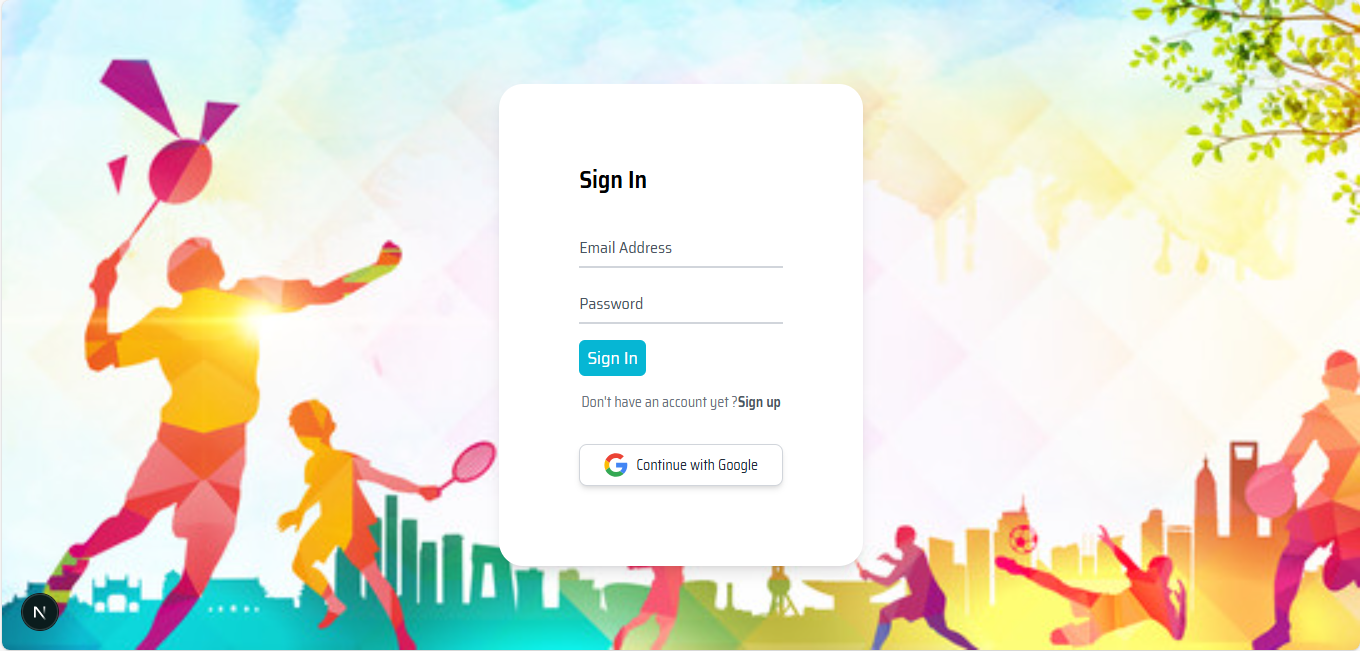 Sign In
Email Address
Password
Sign In
Don't have an account yet ?Sign up
Continue with Google
N